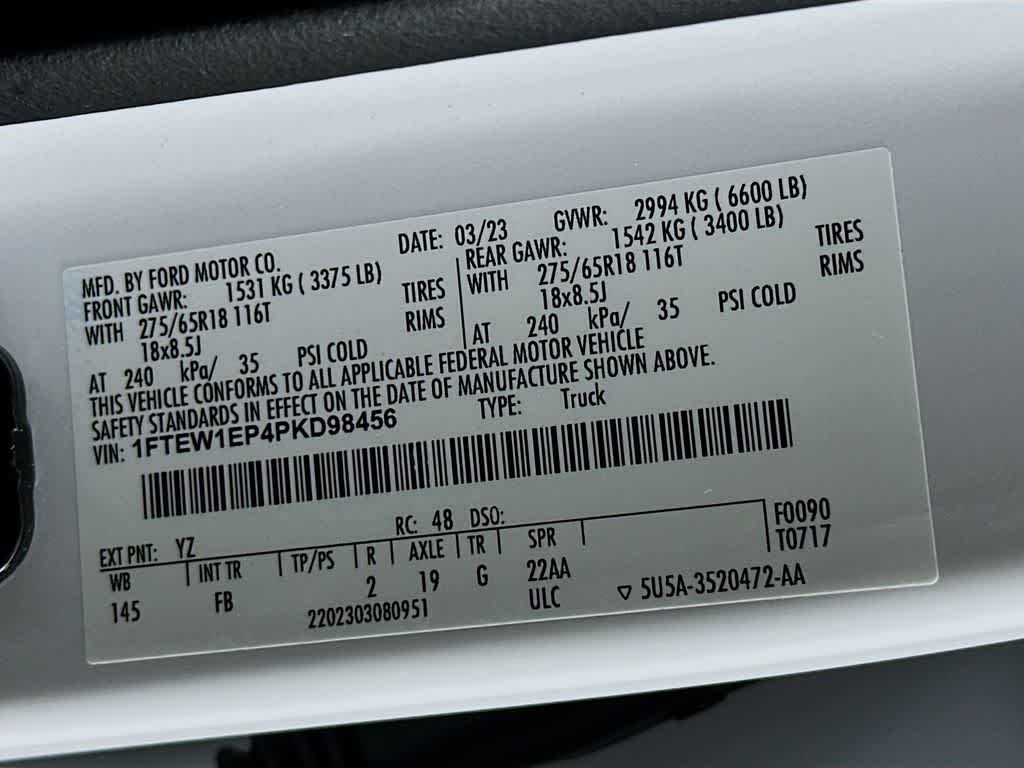 MFD. BY FORD MOTOR CO. DATE: 03/23 GVWR: 2994 KG ( 6600 LB)
FRONT GAWR: 1531 KG ( 3375 LB) REAR GAWR: 1542 KG ( 3400 LB)
WITH 275/65R18 116T TIRES WITH 275/65R18 116T TIRES
18x8.5J RIMS 18x8.5J RIMS
AT 240 kPa/ 35 PSI COLD AT 240 kPa/ 35 PSI COLD
THIS VEHICLE CONFORMS TO ALL APPLICABLE FEDERAL MOTOR VEHICLE
SAFETY STANDARDS IN EFFECT ON THE DATE OF MANUFACTURE SHOWN ABOVE.
VIN: 1FTEW1EP4PKD98456 TYPE: Truck
EXT PNT: YZ RC: 48 DSO: F0090
WB INT TR TP/PS R AXLE TR SPR T0717
145 FB 2 19 G 22AA
2202303080951 ULC ▽ 5U5A-3520472-AA